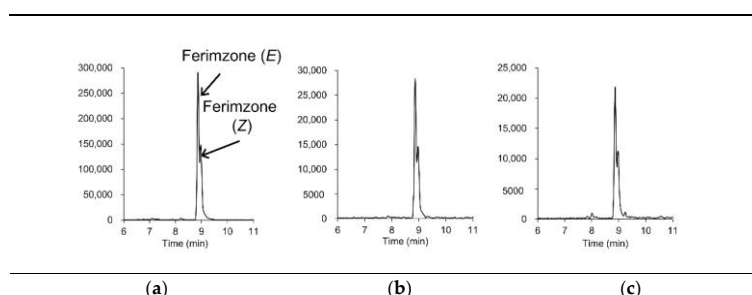 Ferimzone (E)
Ferimzone
(Z)
300,000
250,000
200,000
150,000
100,000
50,000
0
6 7 8 9 10 11
Time (min)
30,000
25,000
20,000
15,000
10,000
5000
0
6 7 8 9 10 11
Time (min)
25,000
20,000
15,000
10,000
5000
0
6 7 8 9 10 11
Time (min)
(a) (b) (c)